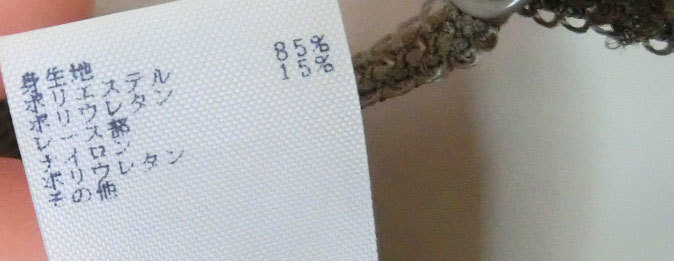 身生地
ポリエステル 85%
ポリウレタン 15%
レース部
ナイロン
ポリウレタン
その他